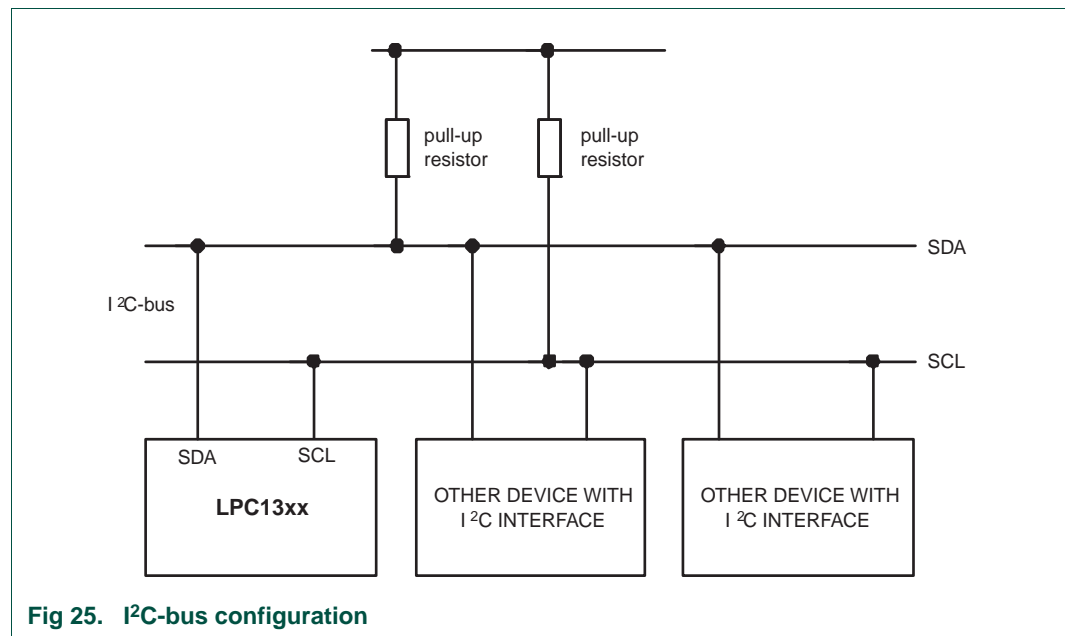 pull-up
resistor
pull-up
resistor
SDA
I ²C-bus
SCL
SDA
SCL
LPC13xx
OTHER DEVICE WITH
I ²C INTERFACE
OTHER DEVICE WITH
I ²C INTERFACE
Fig 25. I²C-bus configuration